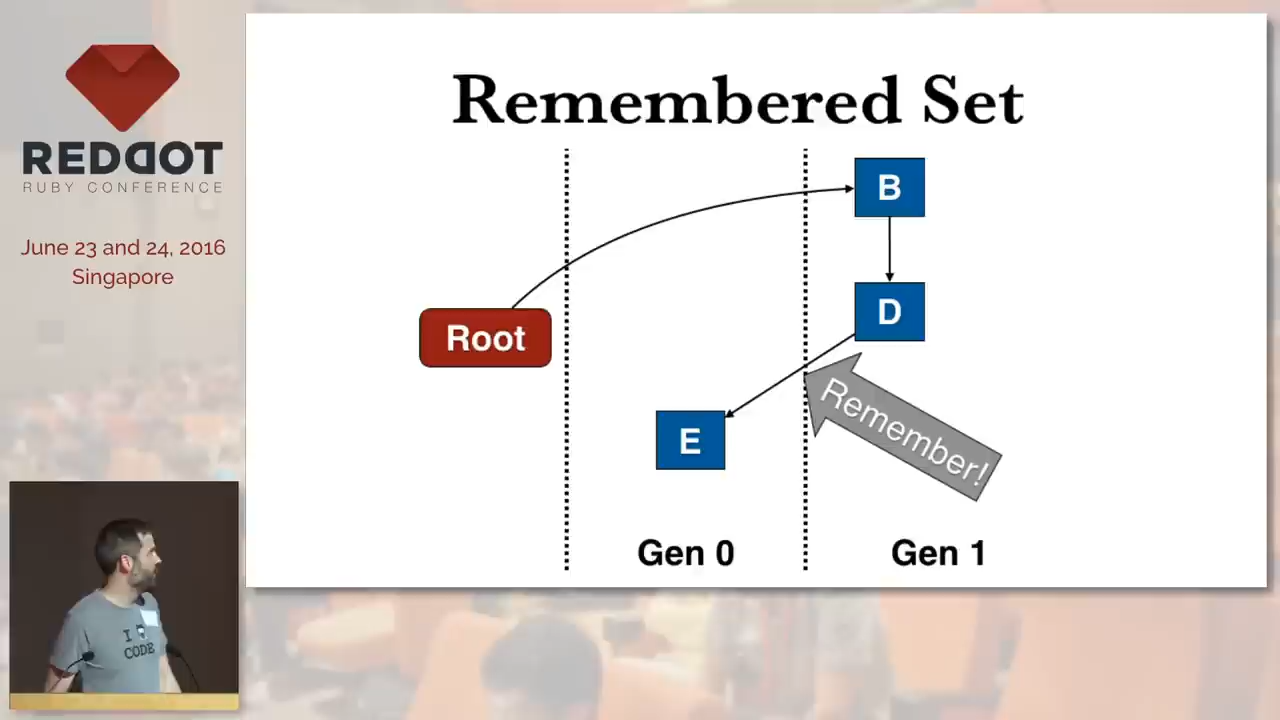 REDDOT
RUBY CONFERENCE
June 23 and 24, 2016
Singapore
Remembered Set
B
D
Root
Remember!
E
Gen 0
Gen 1
I CODE